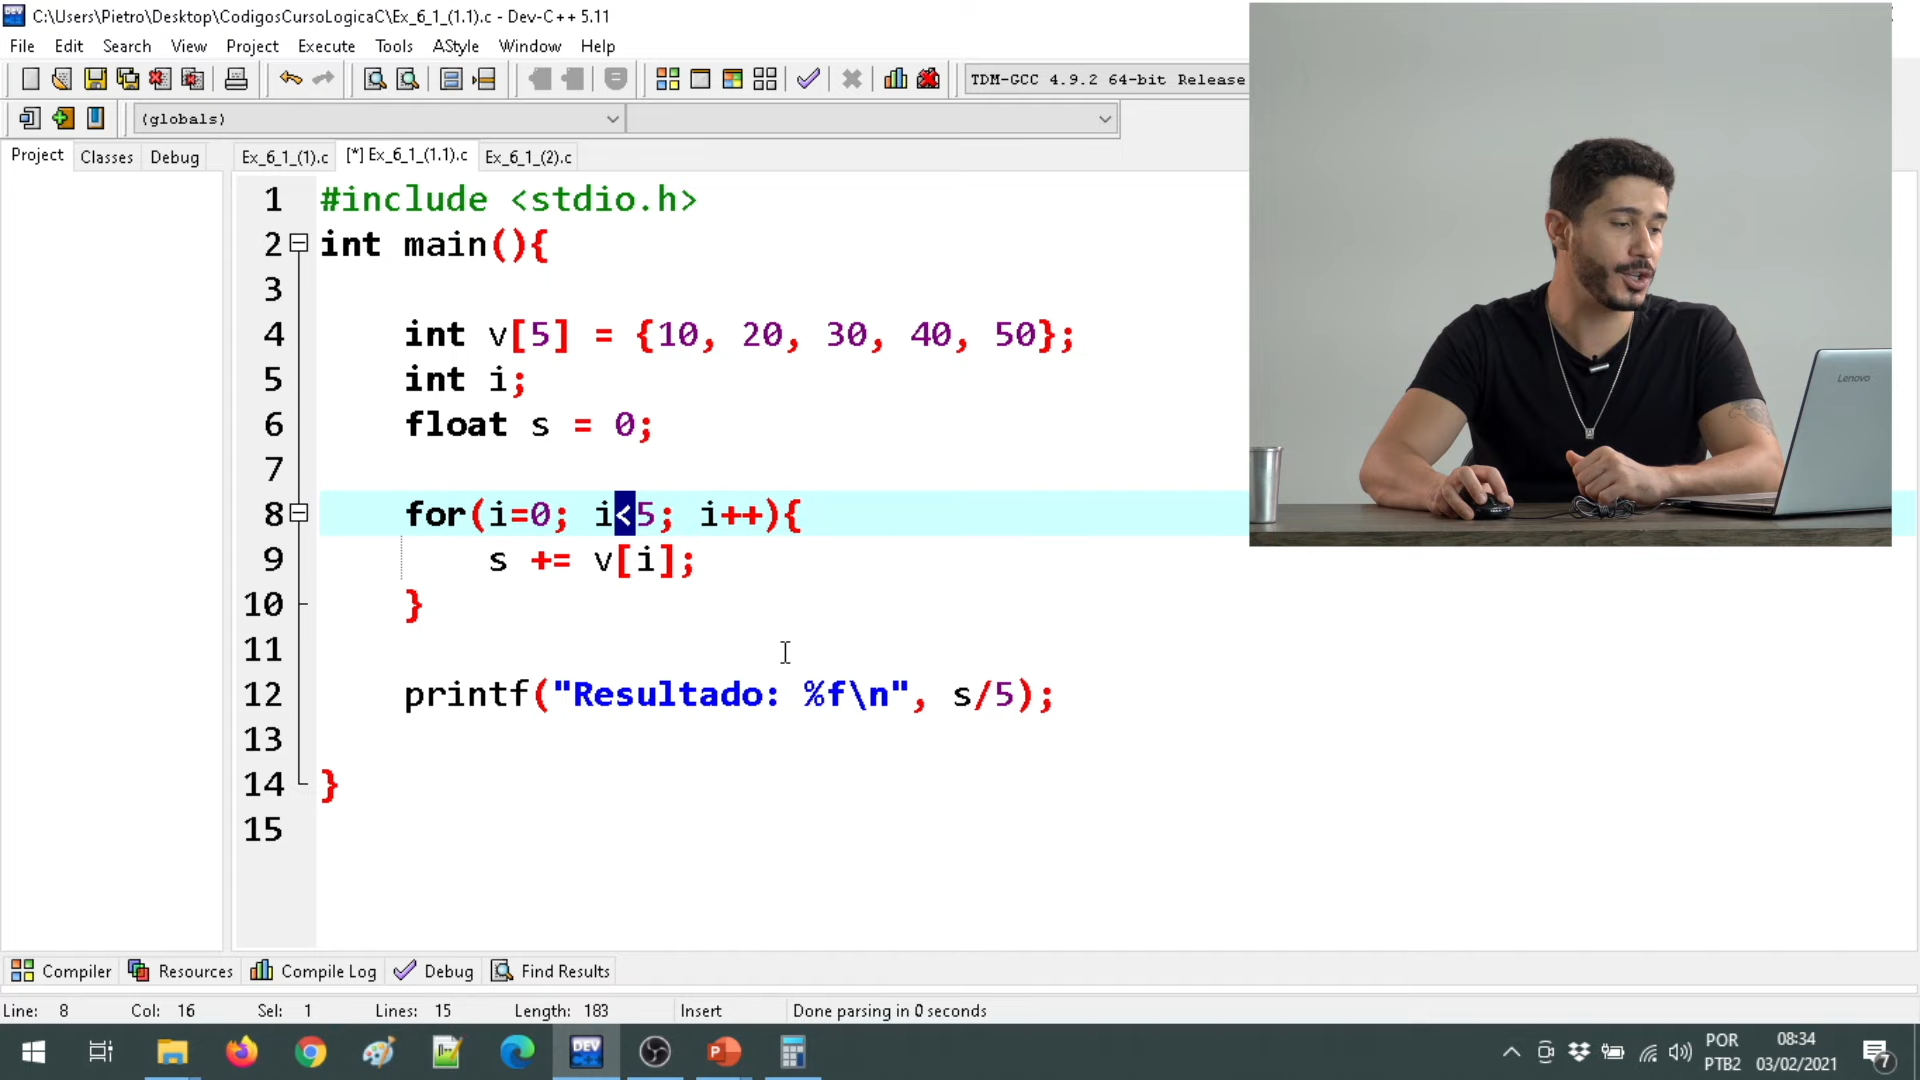 C:\Users\Pietro\Desktop\CodigosCursoLogicaC\Ex_6_1_(1.1).c - Dev-C++ 5.11
File Edit Search View Project Execute Tools AStyle Window Help
TDM-GCC 4.9.2 64-bit Release
(globals)
Project Classes Debug Ex_6_1_(1).c [*] Ex_6_1_(1.1).c Ex_6_1_(2).c
1 #include <stdio.h>
2 int main(){
3
4 int v[5] = {10, 20, 30, 40, 50};
5 int i;
6 float s = 0;
7
8 for(i=0; i<5; i++){
9 s += v[i];
10 }
11
12 printf("Resultado: %f\n", s/5);
13
14 }
15
Lenovo
Compiler Resources Compile Log Debug Find Results
Line: 8 Col: 16 Sel: 1 Lines: 15 Length: 183 Insert Done parsing in 0 seconds
DEV
POR 08:34
PTB2 03/02/2021
7